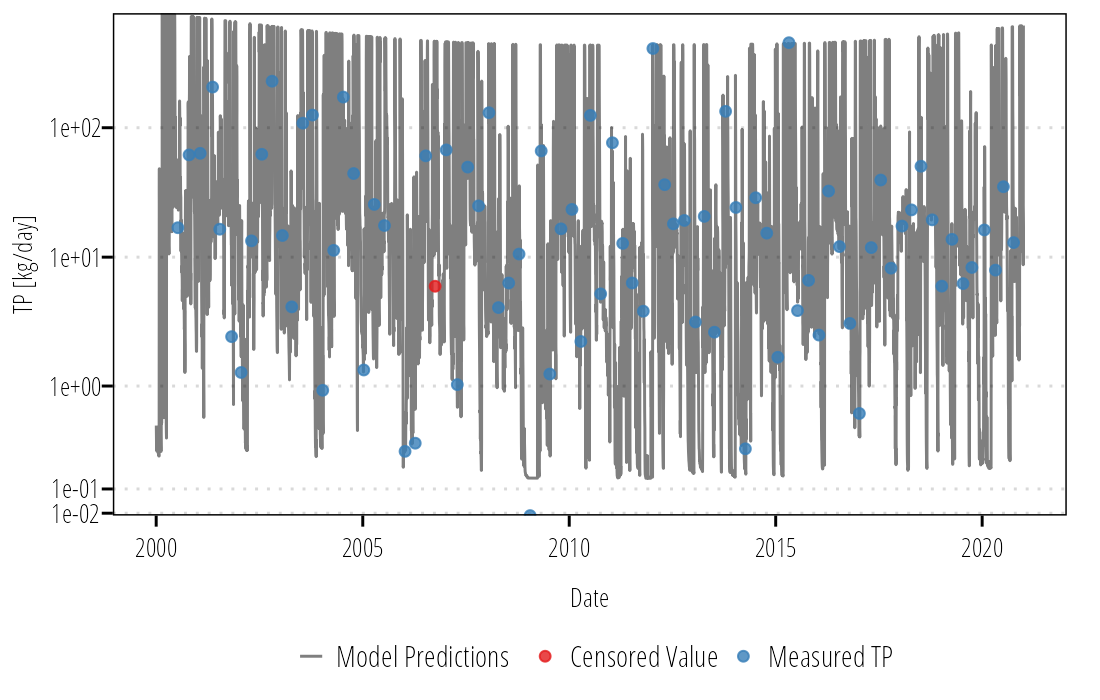 TP [kg/day]
1e+02
1e+01
1e+00
1e-01
1e-02
2000 2005 2010 2015 2020
Date
Model Predictions Censored Value Measured TP